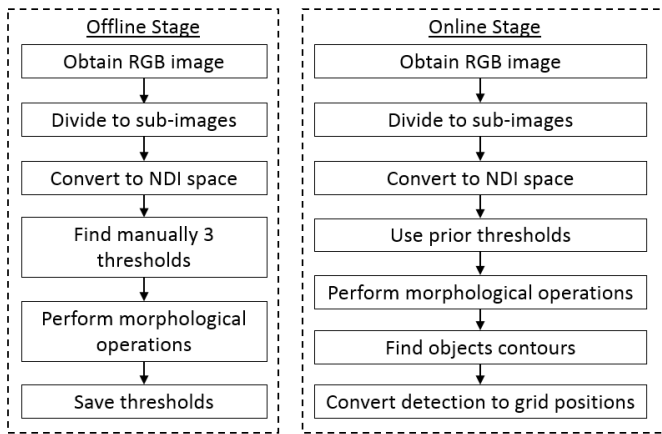 Offline Stage
Obtain RGB image
Divide to sub-images
Convert to NDI space
Find manually 3
thresholds
Perform morphological
operations
Save thresholds
Online Stage
Obtain RGB image
Divide to sub-images
Convert to NDI space
Use prior thresholds
Perform morphological operations
Find objects contours
Convert detection to grid positions